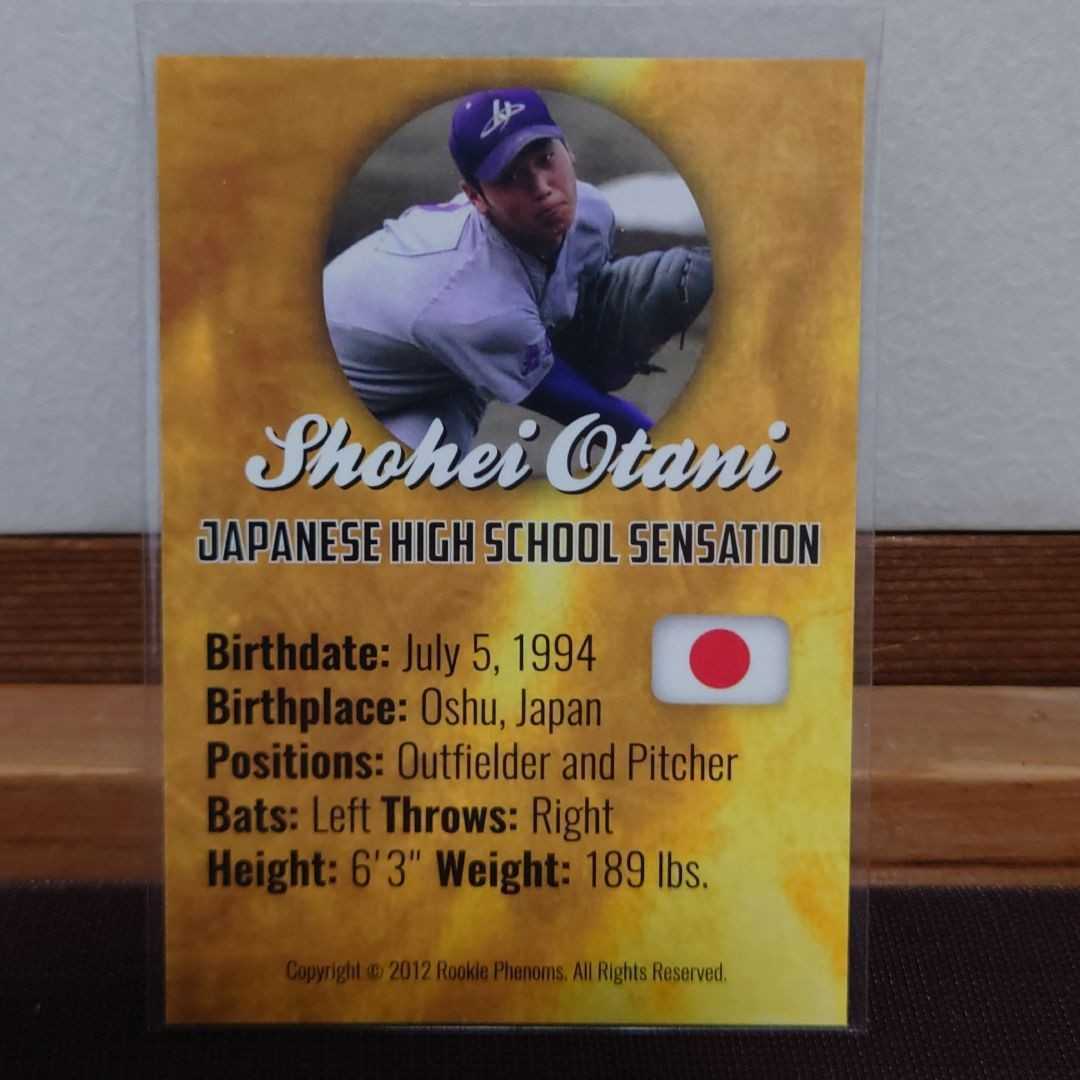 Shohei Otani
JAPANESE HIGH SCHOOL SENSATION
Birthdate: July 5, 1994
Birthplace: Oshu, Japan
Positions: Outfielder and Pitcher
Bats: Left Throws: Right
Height: 6'3" Weight: 189 lbs.
Copyright © 2012 Rookie Phenoms. All Rights Reserved.